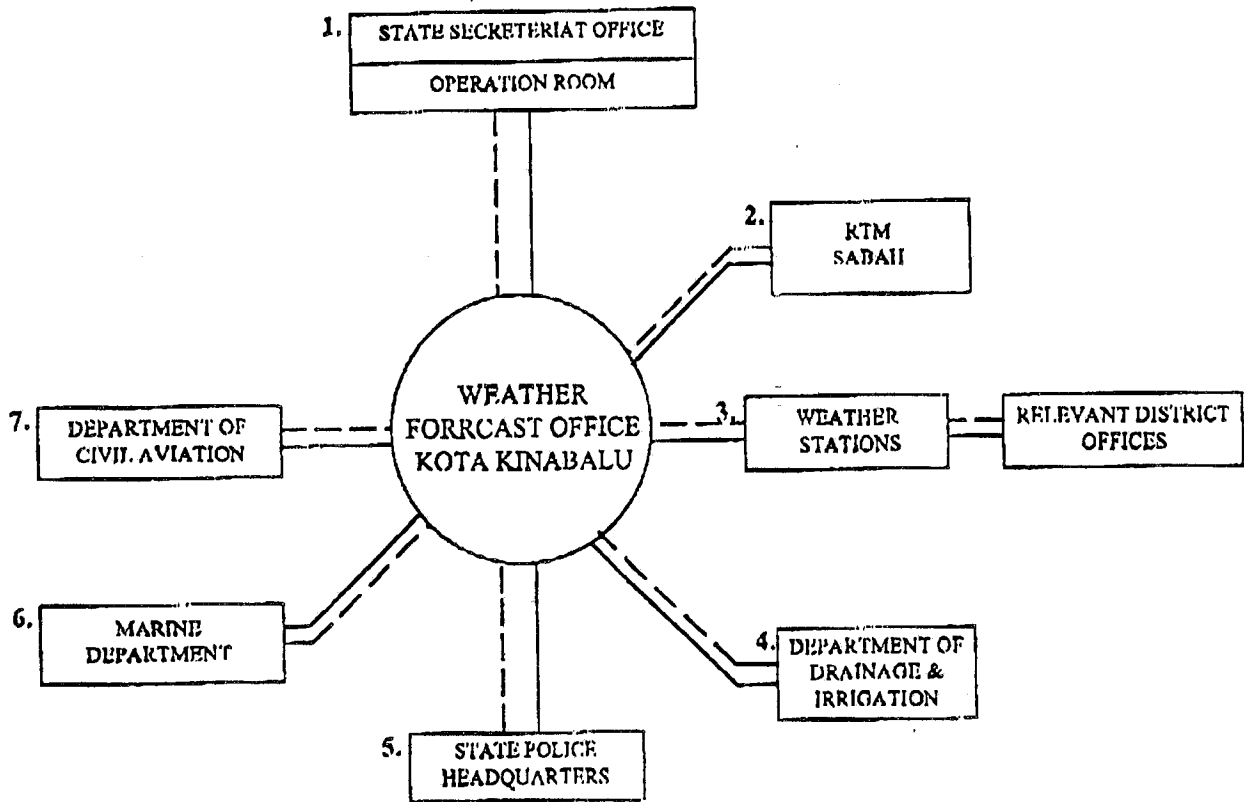 1. STATE SECRETERIAT OFFICE
OPERATION ROOM
2. RTM
SABAH
WEATHER
FORRCAST OFFICE
KOTA KINABALU
3. WEATHER
STATIONS
RELEVANT DISTRICT
OFFICES
4. DEPARTMENT OF
DRAINAGE &
IRRIGATION
5. STATE POLICE
HEADQUARTERS
6. MARINE
DEPARTMENT
7. DEPARTMENT OF
CIVIL AVIATION